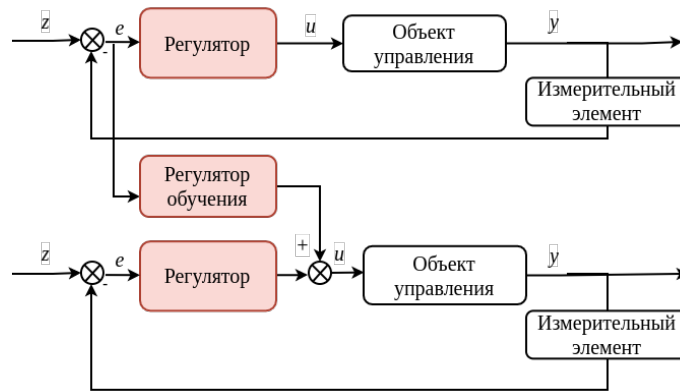 z
e
-
Регулятор
u
Объект
управления
y
Измерительный
элемент
Регулятор
обучения
z
e
-
Регулятор
+
u
Объект
управления
y
Измерительный
элемент